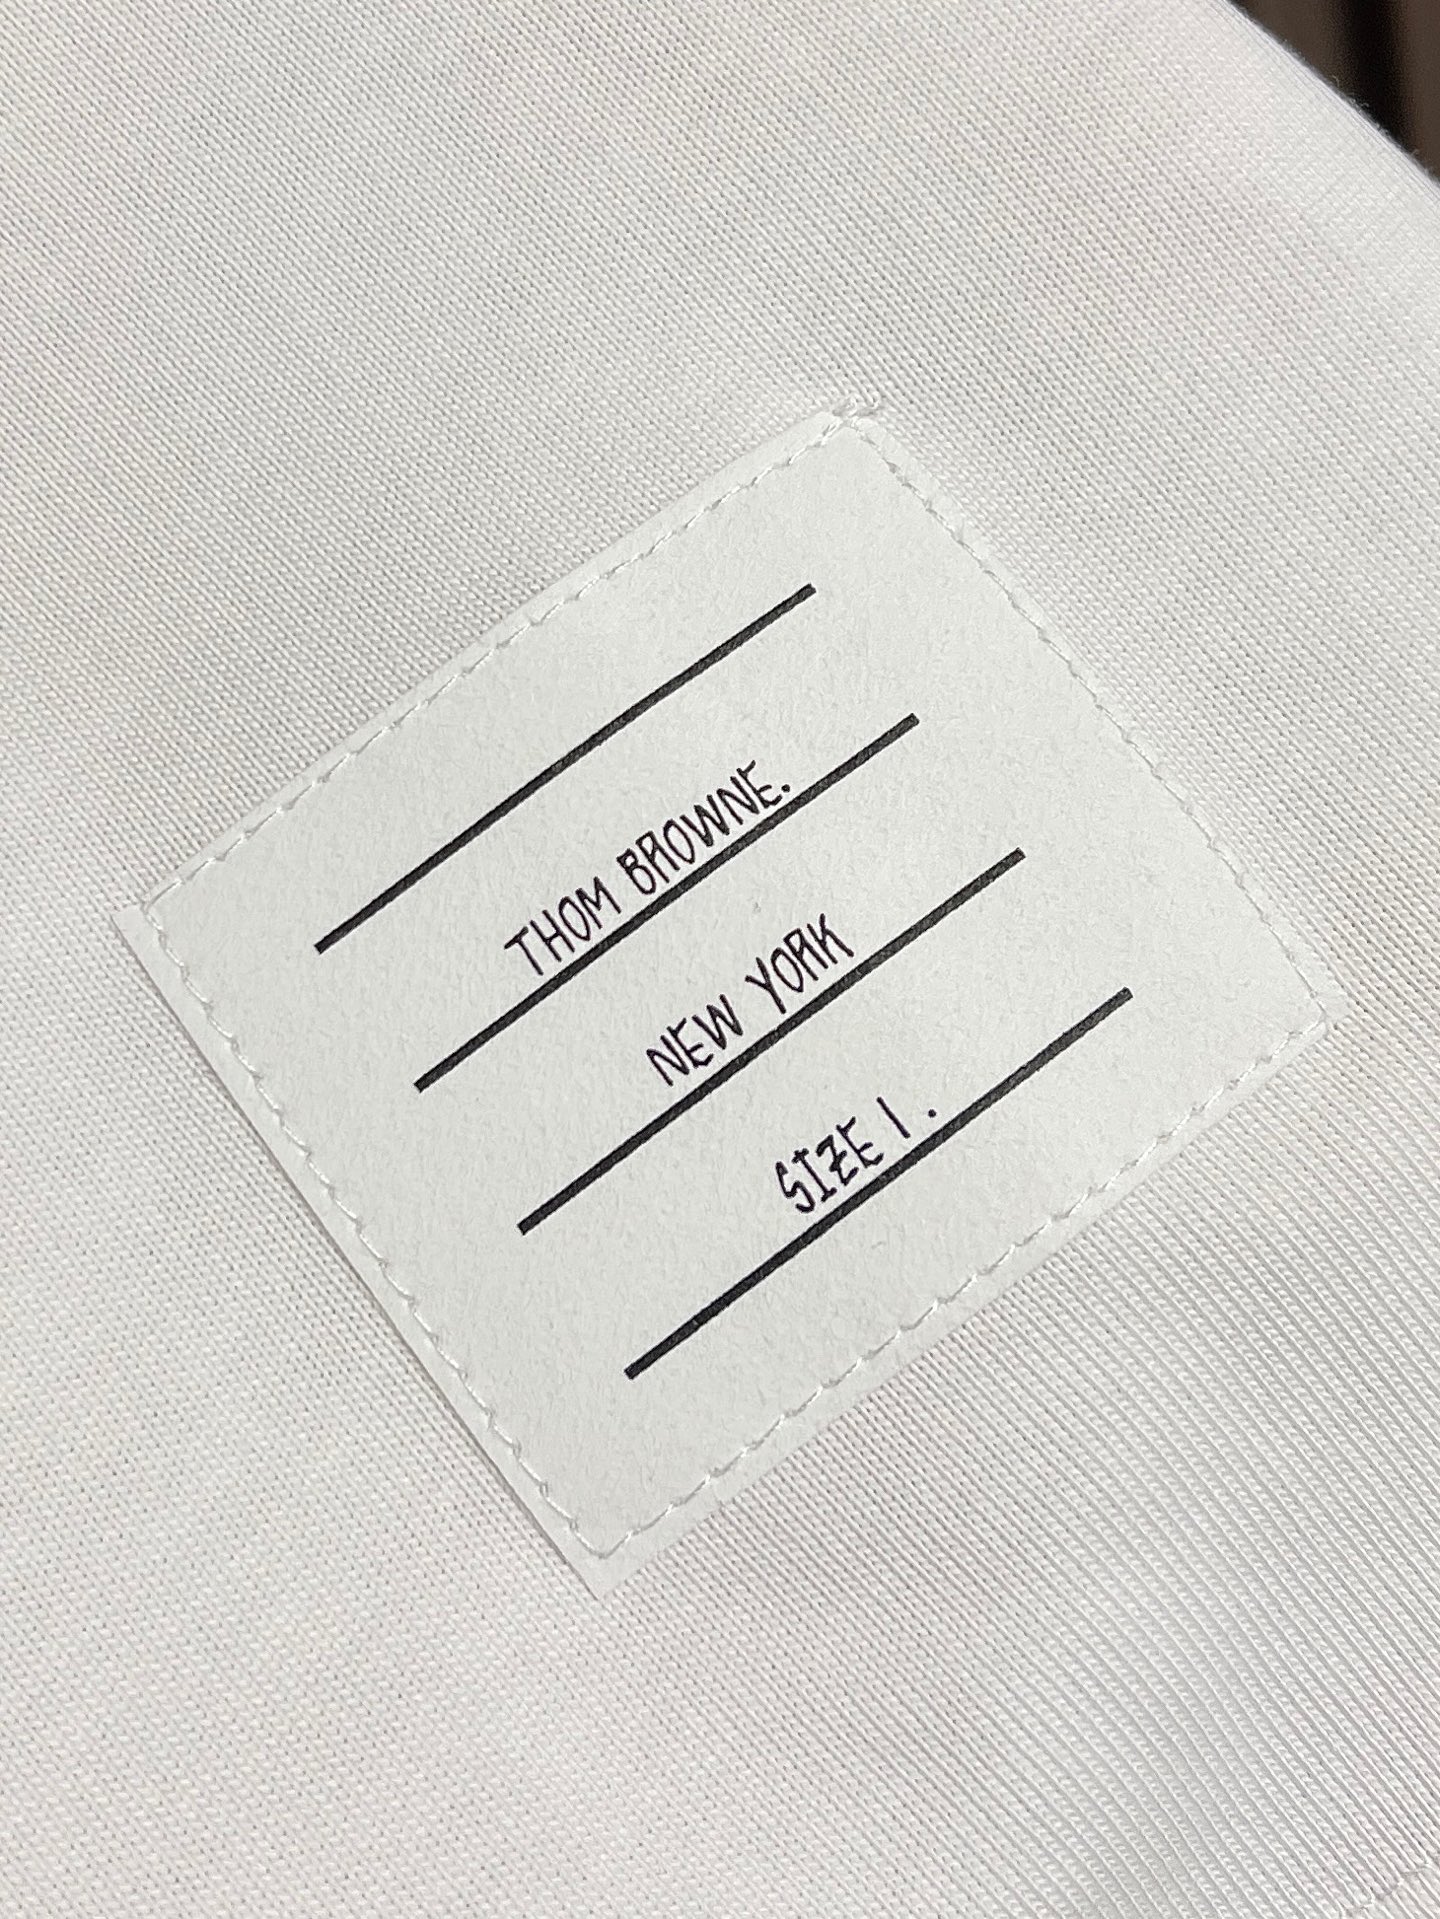 THOM BROWNE.
NEW YORK
SIZE 1 .